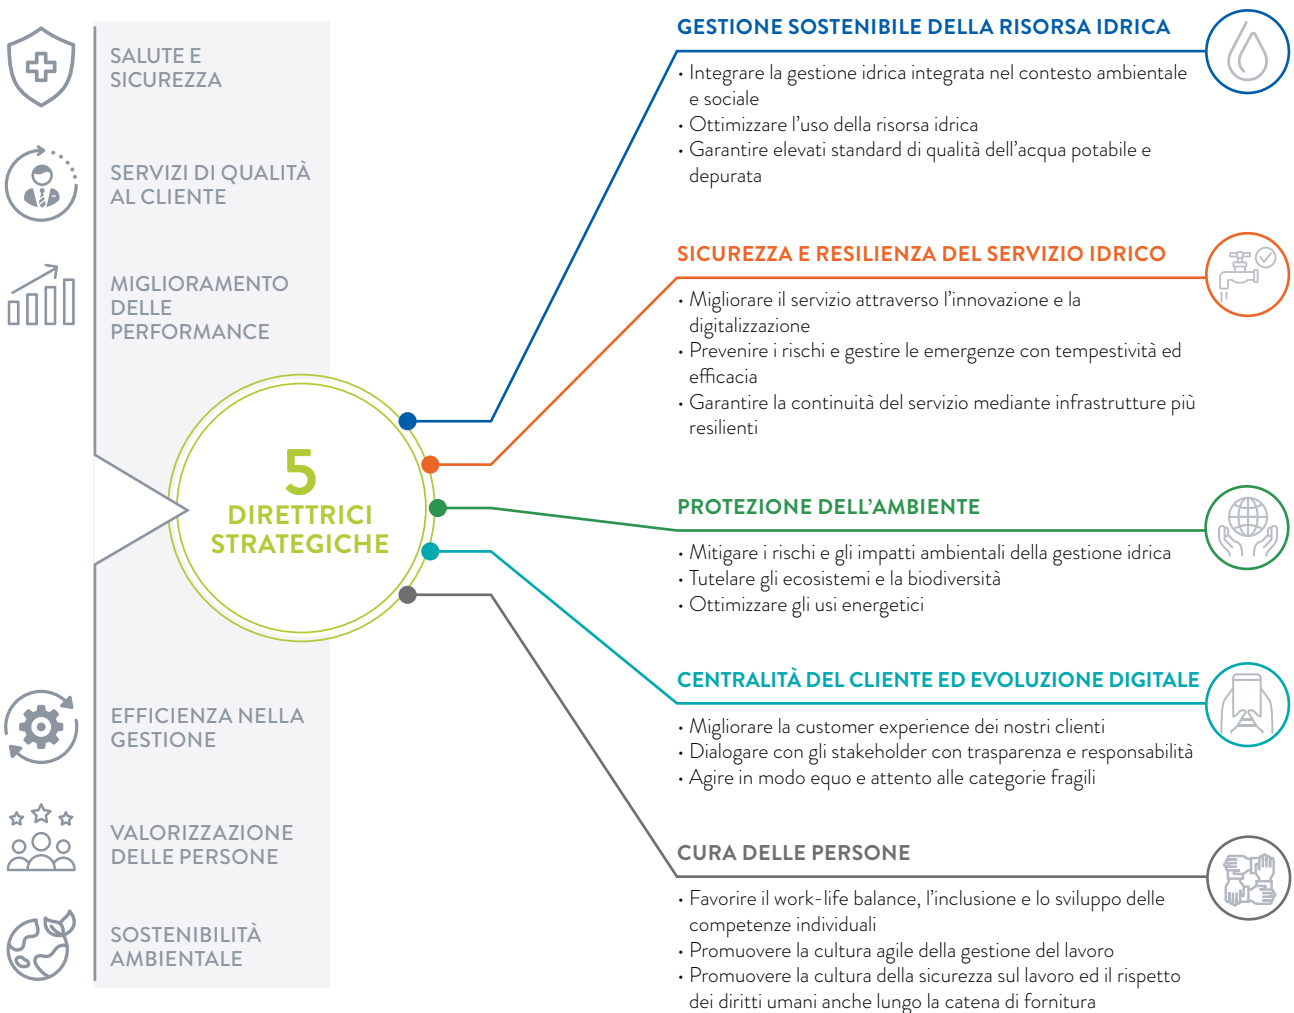 SALUTE E
SICUREZZA
SERVIZI DI QUALITÀ
AL CLIENTE
MIGLIORAMENTO
DELLE
PERFORMANCE
5
DIRETTRICI
STRATEGICHE
EFFICIENZA NELLA
GESTIONE
VALORIZZAZIONE
DELLE PERSONE
SOSTENIBILITÀ
AMBIENTALE
GESTIONE SOSTENIBILE DELLA RISORSA IDRICA
• Integrare la gestione idrica integrata nel contesto ambientale
e sociale
• Ottimizzare l’uso della risorsa idrica
• Garantire elevati standard di qualità dell’acqua potabile e
depurata
SICUREZZA E RESILIENZA DEL SERVIZIO IDRICO
• Migliorare il servizio attraverso l’innovazione e la
digitalizzazione
• Prevenire i rischi e gestire le emergenze con tempestività ed
efficacia
• Garantire la continuità del servizio mediante infrastrutture più
resilienti
PROTEZIONE DELL’AMBIENTE
• Mitigare i rischi e gli impatti ambientali della gestione idrica
• Tutelare gli ecosistemi e la biodiversità
• Ottimizzare gli usi energetici
CENTRALITÀ DEL CLIENTE ED EVOLUZIONE DIGITALE
• Migliorare la customer experience dei nostri clienti
• Dialogare con gli stakeholder con trasparenza e responsabilità
• Agire in modo equo e attento alle categorie fragili
CURA DELLE PERSONE
• Favorire il work-life balance, l’inclusione e lo sviluppo delle
competenze individuali
• Promuovere la cultura agile della gestione del lavoro
• Promuovere la cultura della sicurezza sul lavoro ed il rispetto
dei diritti umani anche lungo la catena di fornitura